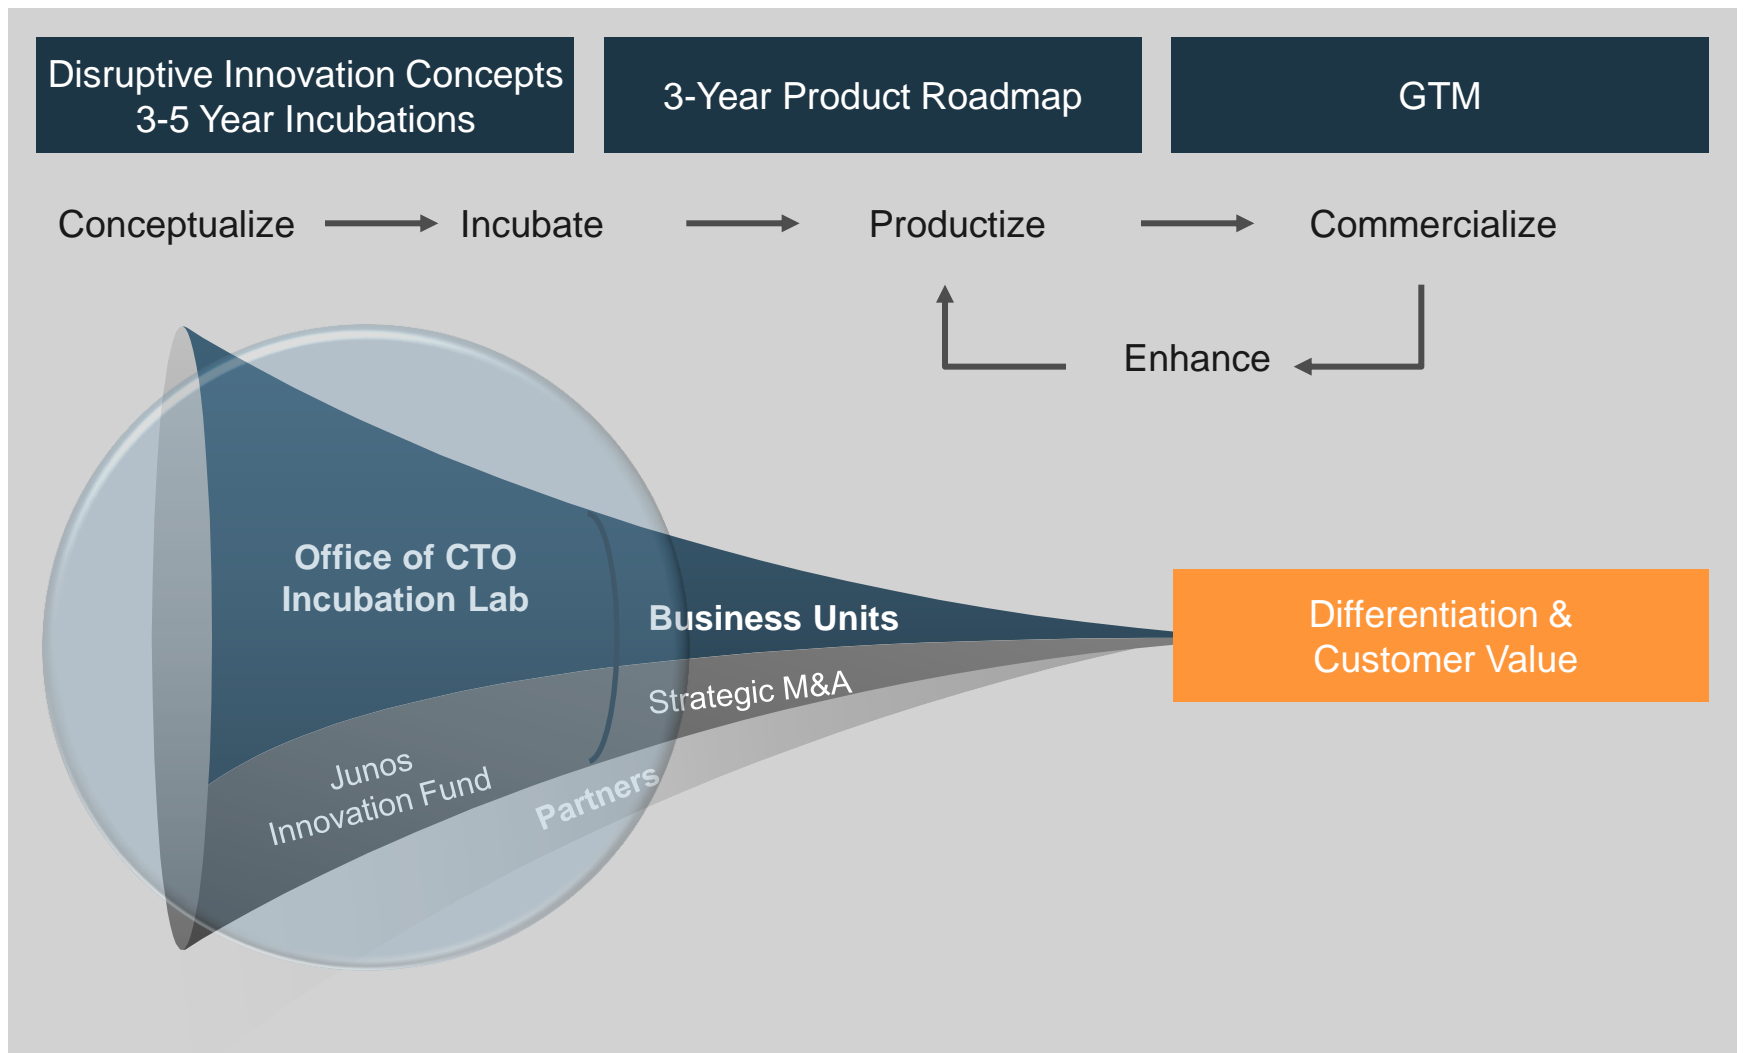 Disruptive Innovation Concepts
3-5 Year Incubations
3-Year Product Roadmap
GTM
Conceptualize
Incubate
Productize
Commercialize
Enhance
Office of CTO
Incubation Lab
Business Units
Strategic M&A
Junos
Innovation Fund
Partners
Differentiation &
Customer Value